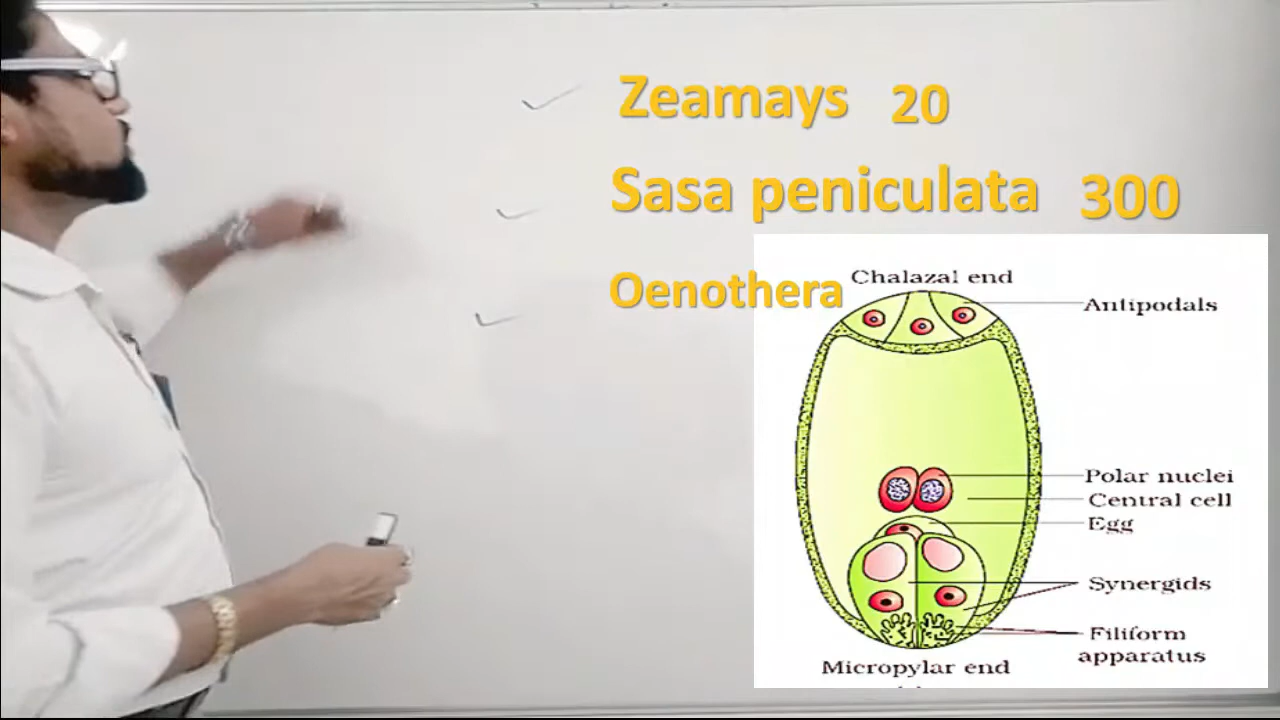 Zeamays 20
Sasa peniculata 300
Oenothera
Chalazal end
Antipodals
Polar nuclei
Central cell
Egg
Synergids
Filiform
apparatus
Micropylar end